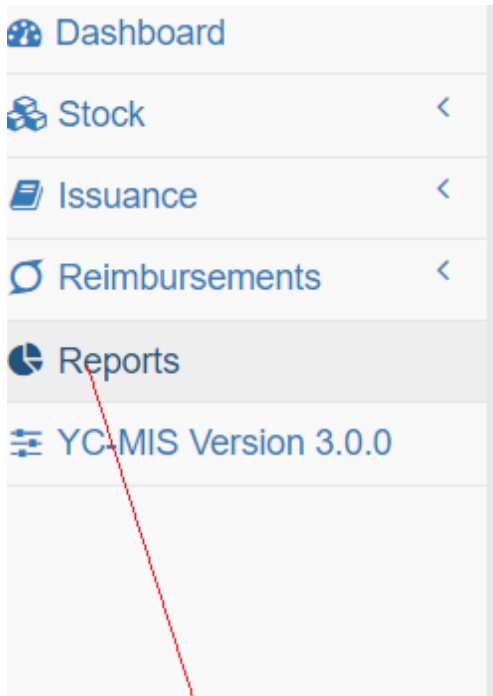 Dashboard
Stock
Issuance
Reimbursements
Reports
YC-MIS Version 3.0.0